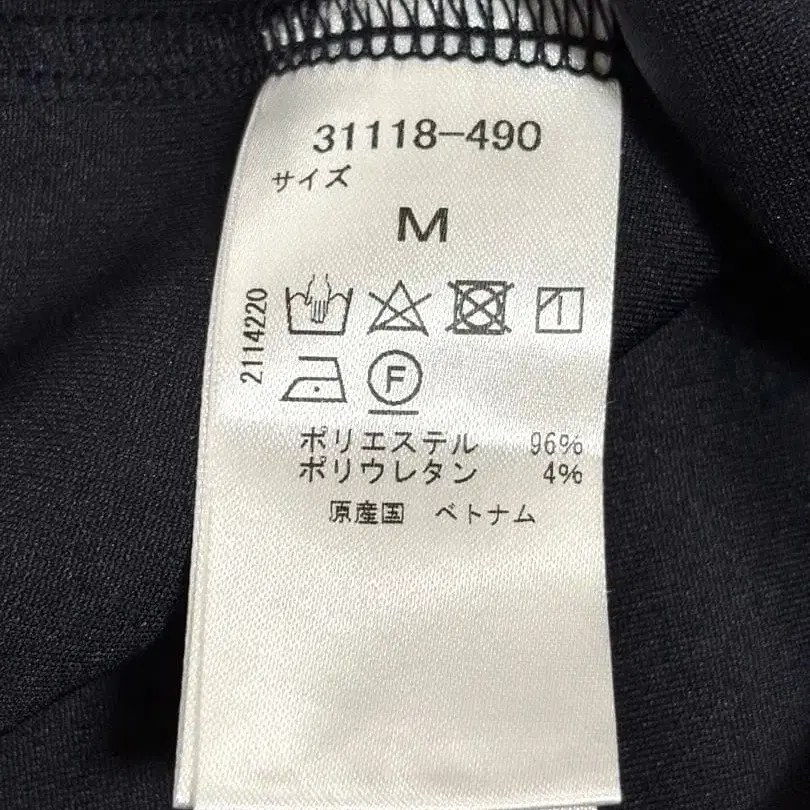 31118-490
サイズ
M
2114220
F
ポリエステル 96%
ポリウレタン 4%
原産国 ベトナム